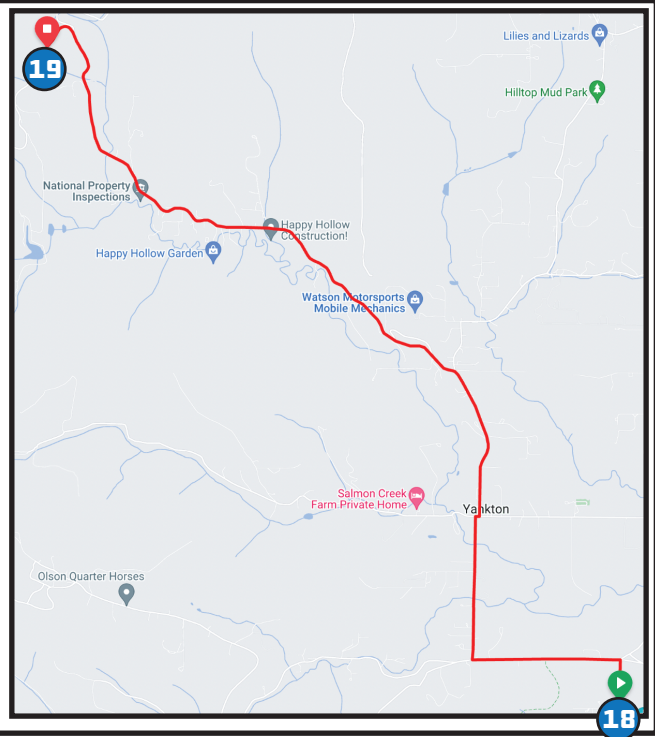 Lilies and Lizards
19
Hilltop Mud Park
National Property
Inspections
Happy Hollow
Construction!
Happy Hollow Garden
Watson Motorsports
Mobile Mechanics
Salmon Creek
Farm Private Home
Yankton
Olson Quarter Horses
18